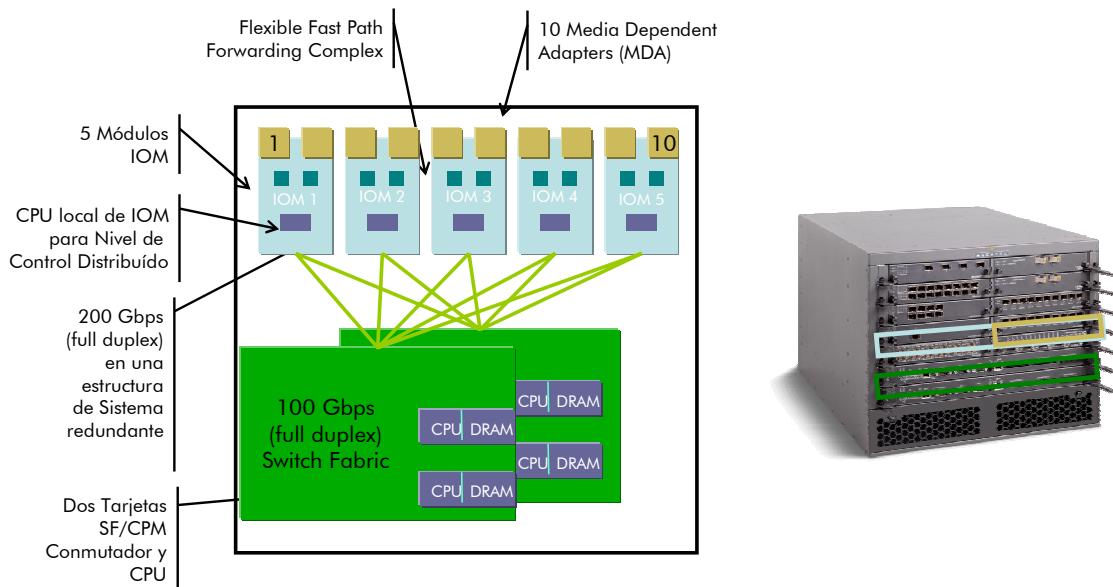 Flexible Fast Path
Forwarding Complex
10 Media Dependent
Adapters (MDA)
5 Módulos
IOM
CPU local de IOM
para Nivel de
Control Distribuído
200 Gbps
(full duplex)
en una
estructura
de Sistema
redundante
Dos Tarjetas
SF/CPM
Conmutador y
CPU
1
10
IOM 1
IOM 2
IOM 3
IOM 4
IOM 5
100 Gbps
(full duplex)
Switch Fabric
CPU DRAM
CPU DRAM
CPU DRAM
CPU DRAM